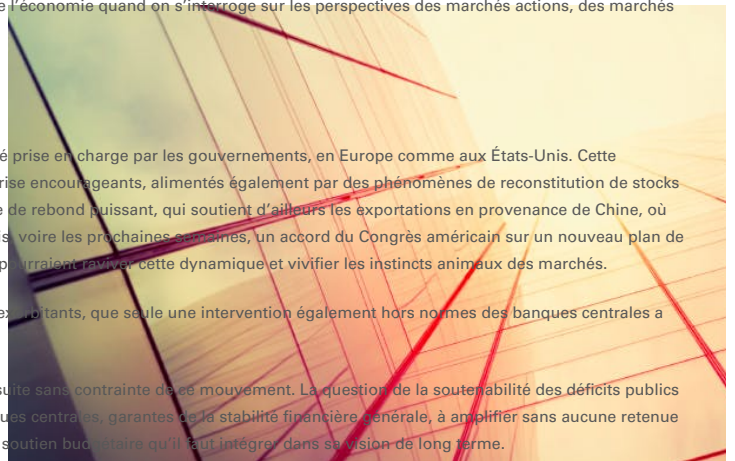 l'économie quand on s'interroge sur les perspectives des marchés actions, des marchés
prise en charge par les gouvernements, en Europe comme aux États-Unis. Cette
encourageants, alimentés également par des phénomènes de reconstitution de stocks
de rebond puissant, qui soutient d'ailleurs les exportations en provenance de Chine, où
voire les prochaines semaines, un accord du Congrès américain sur un nouveau plan de
pourraient raviver cette dynamique et vivifier les instincts animaux des marchés.
exorbitants, que seule une intervention également hors normes des banques centrales a
sans contrainte de ce mouvement. La question de la soutenabilité des déficits publics
centrales, garantes de la stabilité financière générale, à amplifier sans aucune retenue
soutien budgétaire qu'il faut intégrer dans sa vision de long terme.